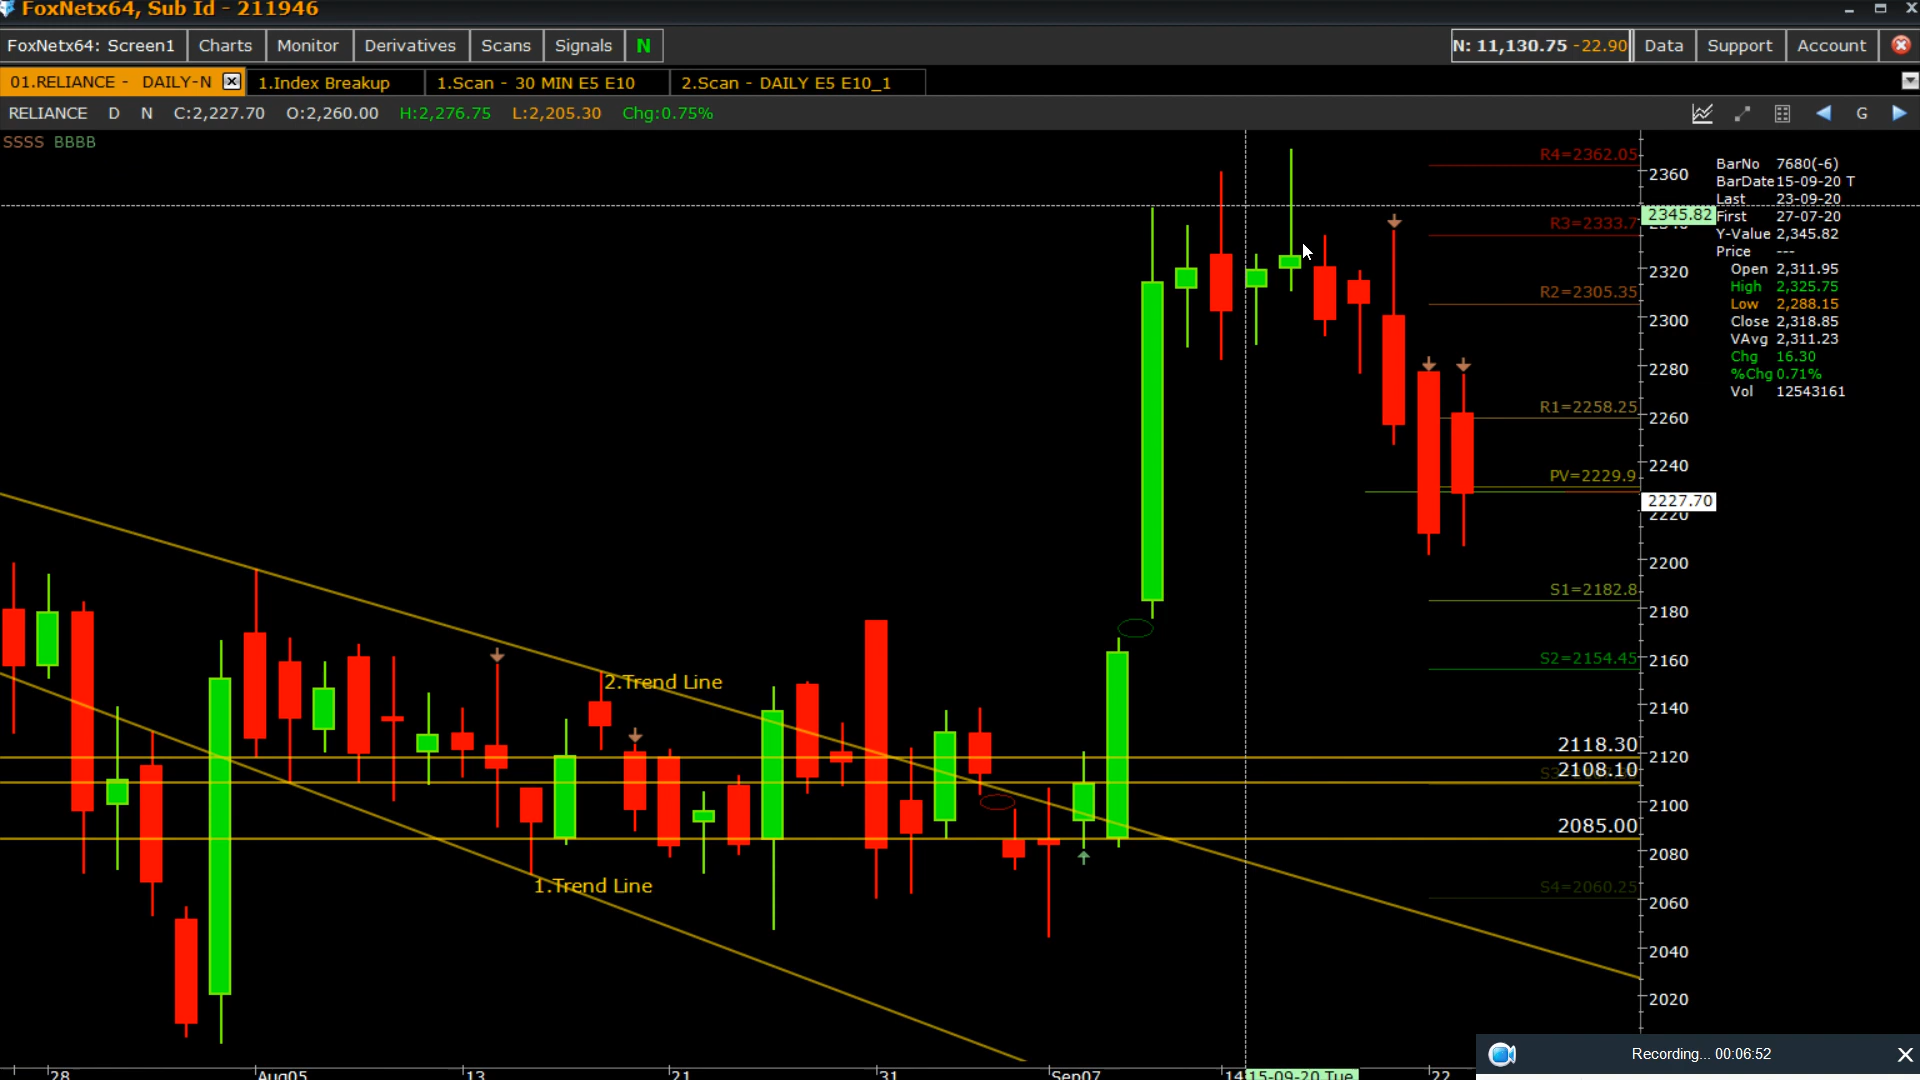 FoxNetx64, Sub Id - 211946
FoxNetx64: Screen1 Charts Monitor Derivatives Scans Signals N N: 11,130.75 -22.90 Data Support Account
01.RELIANCE - DAILY-N 1.Index Breakup 1.Scan - 30 MIN E5 E10 2.Scan - DAILY E5 E10_1
RELIANCE D N C:2,227.70 O:2,260.00 H:2,276.75 L:2,205.30 Chg:0.75% G
SSSS BBBB
R4=2362.05
R3=2333.7
R2=2305.35
R1=2258.25
PV=2229.9
S1=2182.8
S2=2154.45
2.Trend Line
2118.30
2108.10
2085.00
1.Trend Line
S4=2060.25
2360
2345.82
2320
2300
2280
2260
2240
2227.70
2220
2200
2180
2160
2140
2120
2100
2080
2060
2040
2020
BarNo 7680(-6)
BarDate 15-09-20 T
Last 23-09-20
First 27-07-20
Y-Value 2,345.82
Price ---
Open 2,311.95
High 2,325.75
Low 2,288.15
Close 2,318.85
VAvg 2,311.23
Chg 16.30
%Chg 0.71%
Vol 12543161
Recording... 00:06:52
28 Aug05 13 21 31 Sep07 14 15-09-20 Tue 22